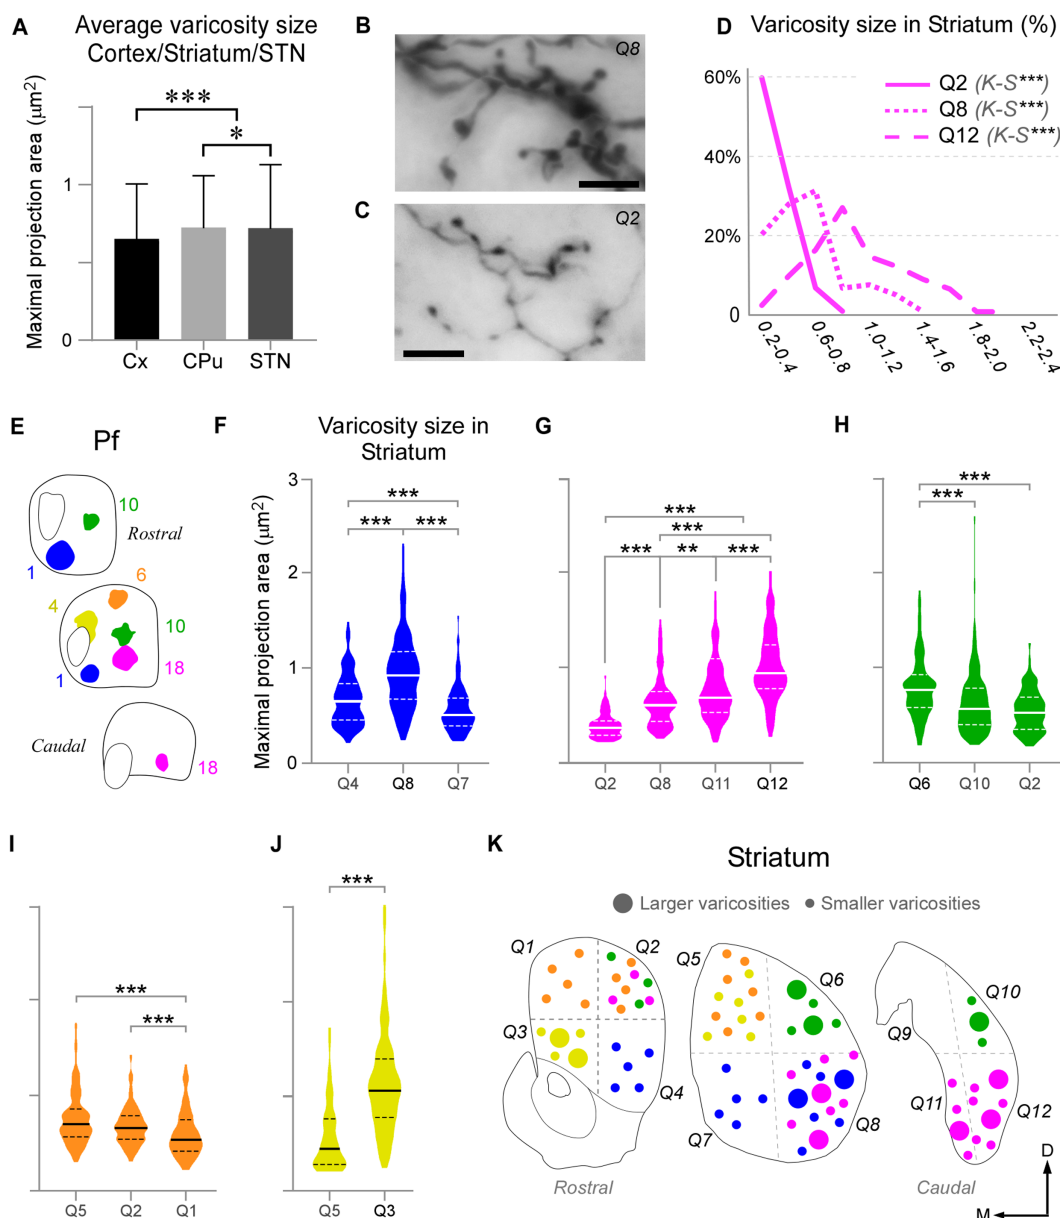 A
Average varicosity size
Cortex/Striatum/STN
Maximal projection area (μm2)
1
0
***
*
Cx
CPu
STN
B
Q8
C
Q2
D
Varicosity size in Striatum (%)
60%
40%
20%
0
Q2 (K-S***)
Q8 (K-S***)
Q12 (K-S***)
0.2-0.4
0.6-0.8
1.0-1.2
1.4-1.6
1.8-2.0
2.2-2.4
E
Pf
10
Rostral
1
6
4
10
18
1
Caudal
18
F
Varicosity size in
Striatum
Maximal projection area (μm2)
3
2
1
0
***
*** ***
Q4 Q8 Q7
G
***
***
*** ** ***
Q2 Q8 Q11 Q12
H
***
***
Q6 Q10 Q2
I
***
***
Q5 Q2 Q1
J
***
Q5 Q3
K
Striatum
Larger varicosities Smaller varicosities
Q1
Q2
Q3
Q4
Q5
Q6
Q7
Q8
Q9
Q10
Q11
Q12
Rostral
Caudal
D
M